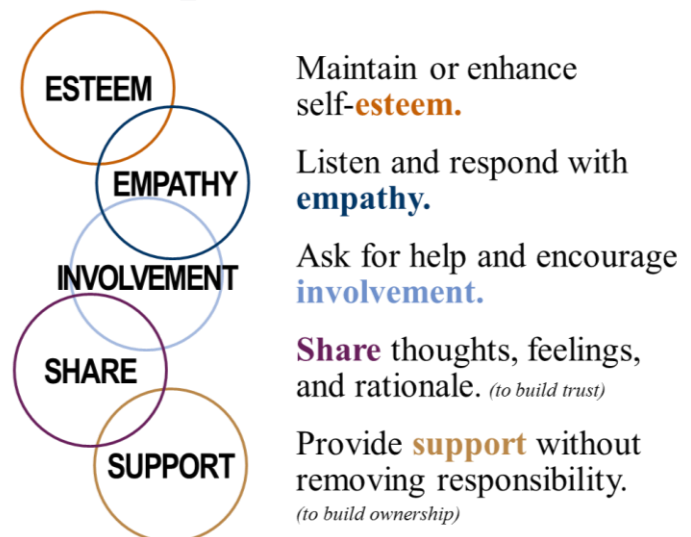 ESTEEM
Maintain or enhance
self-esteem.
EMPATHY
Listen and respond with
empathy.
INVOLVEMENT
Ask for help and encourage
involvement.
SHARE
Share thoughts, feelings,
and rationale. (to build trust)
SUPPORT
Provide support without
removing responsibility.
(to build ownership)